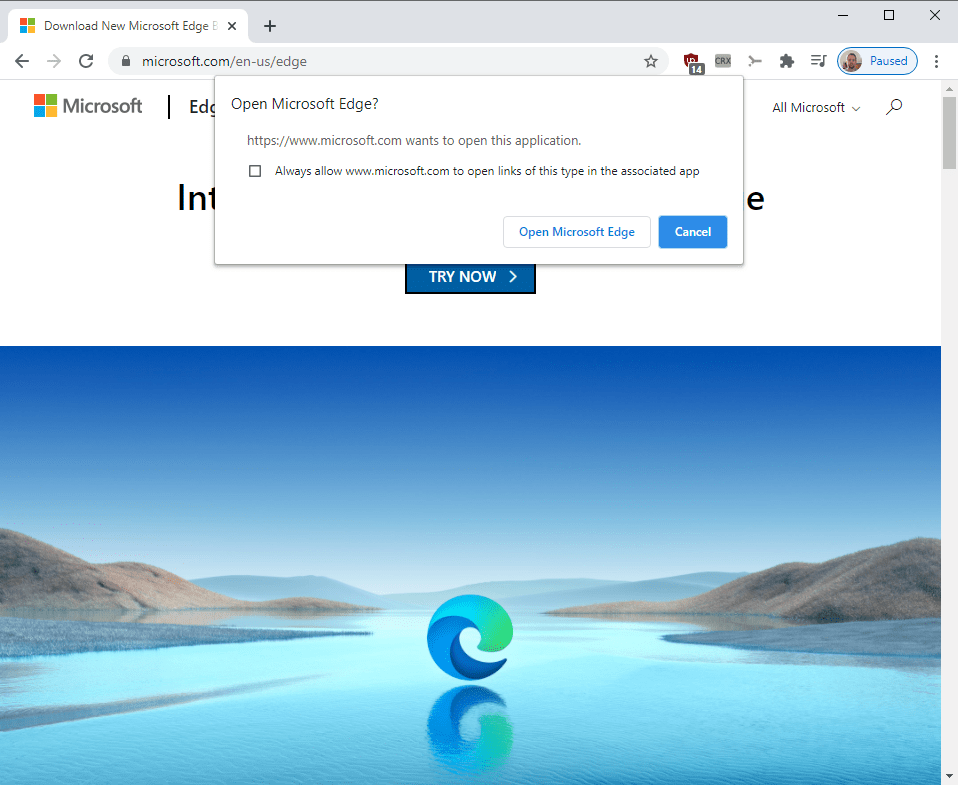 Download New Microsoft Edge
microsoft.com/en-us/edge
14
CRX
Paused
Microsoft
Edg
All Microsoft
Open Microsoft Edge?
https://www.microsoft.com wants to open this application.
Always allow www.microsoft.com to open links of this type in the associated app
Open Microsoft Edge
Cancel
Int
e
TRY NOW